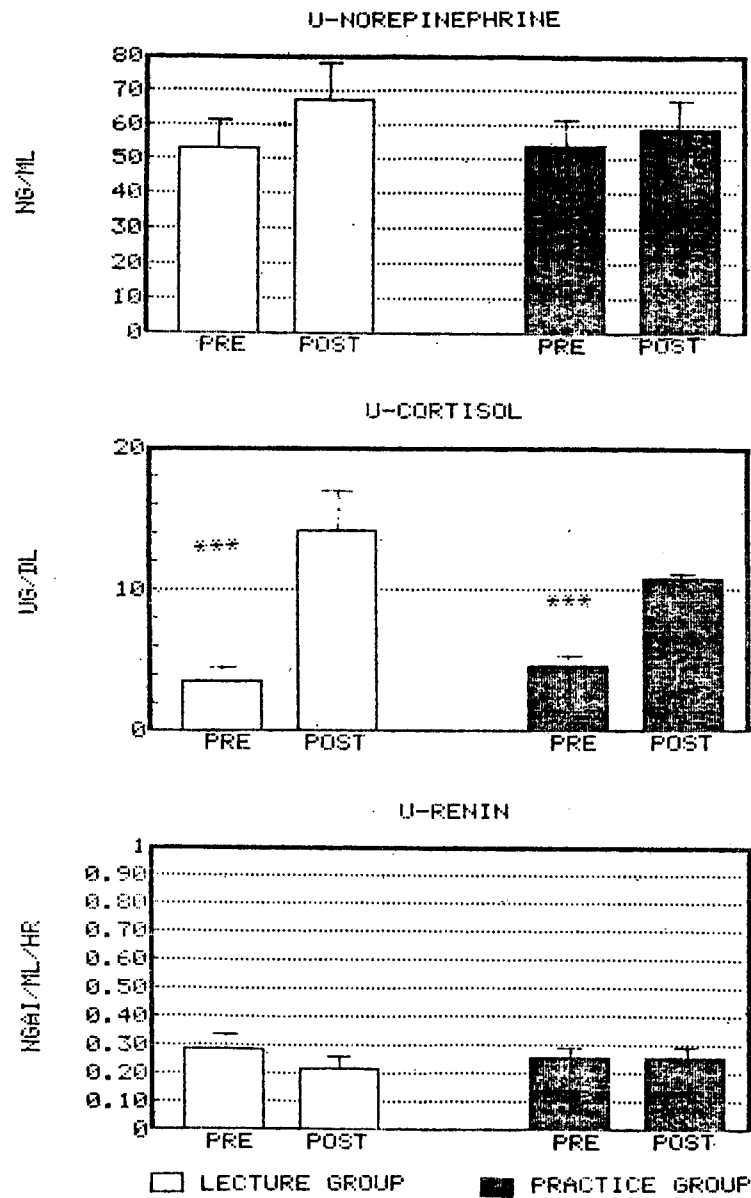 U-NOREPINEPHRINE
NG/ML
80
70
60
50
40
30
20
10
0
PRE POST PRE POST
U-CORTISOL
UG/DL
20
***
10
***
0
PRE POST PRE POST
U-RENIN
NGAI/ML/HR
1
0.90
0.80
0.70
0.60
0.50
0.40
0.30
0.20
0.10
0
PRE POST PRE POST
LECTURE GROUP PRACTICE GROUP